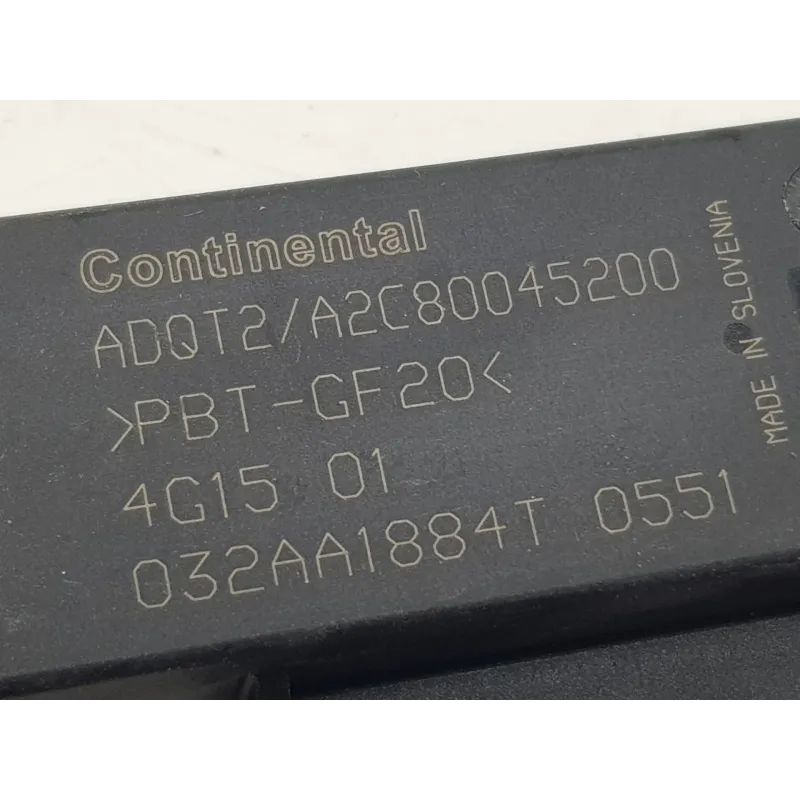 Continental
ADQT2/A2C80045200
>PBT-GF20<
4G15 01
032AA1884T 0551
MADE IN SLOVENIA